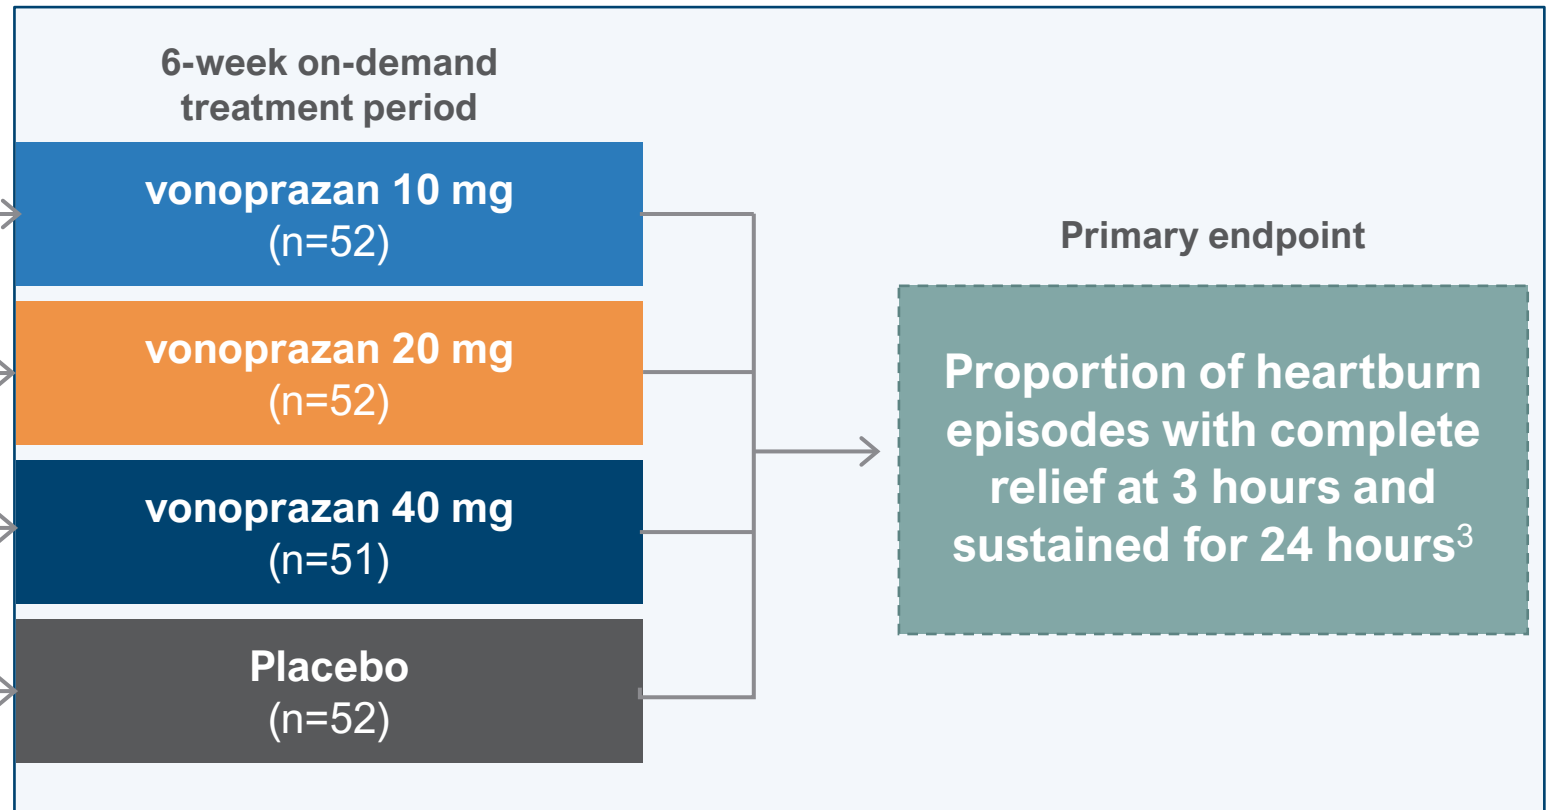 6-week on-demand
treatment period
vonoprazan 10 mg
(n=52)
vonoprazan 20 mg
(n=52)
vonoprazan 40 mg
(n=51)
Placebo
(n=52)
Primary endpoint
Proportion of heartburn
episodes with complete
relief at 3 hours and
sustained for 24 hours³